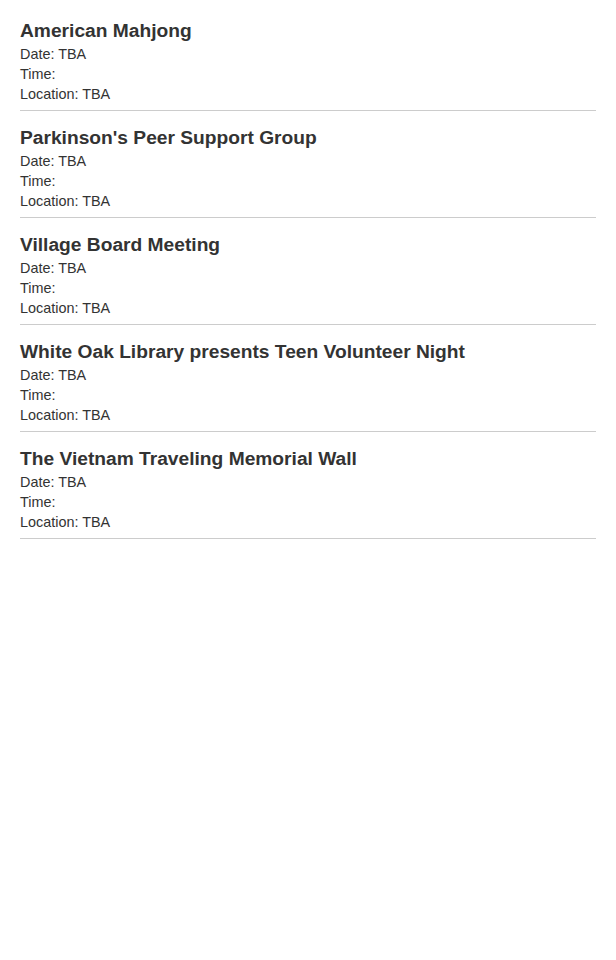 American Mahjong
Date: TBA
Time:
Location: TBA
Parkinson's Peer Support Group
Date: TBA
Time:
Location: TBA
Village Board Meeting
Date: TBA
Time:
Location: TBA
White Oak Library presents Teen Volunteer Night
Date: TBA
Time:
Location: TBA
The Vietnam Traveling Memorial Wall
Date: TBA
Time:
Location: TBA